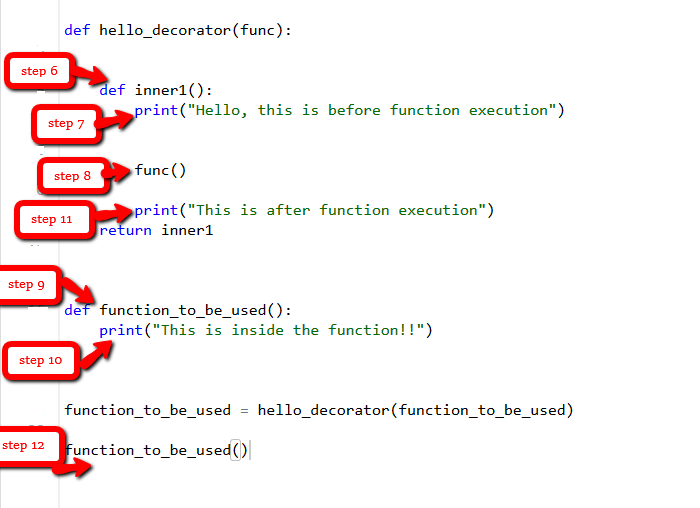 def hello_decorator(func):
step 6
def inner1():
print("Hello, this is before function execution")
step 7
step 8
func()
step 11
print("This is after function execution")
return inner1
step 9
def function_to_be_used():
print("This is inside the function!!")
step 10
function_to_be_used = hello_decorator(function_to_be_used)
step 12
function_to_be_used()